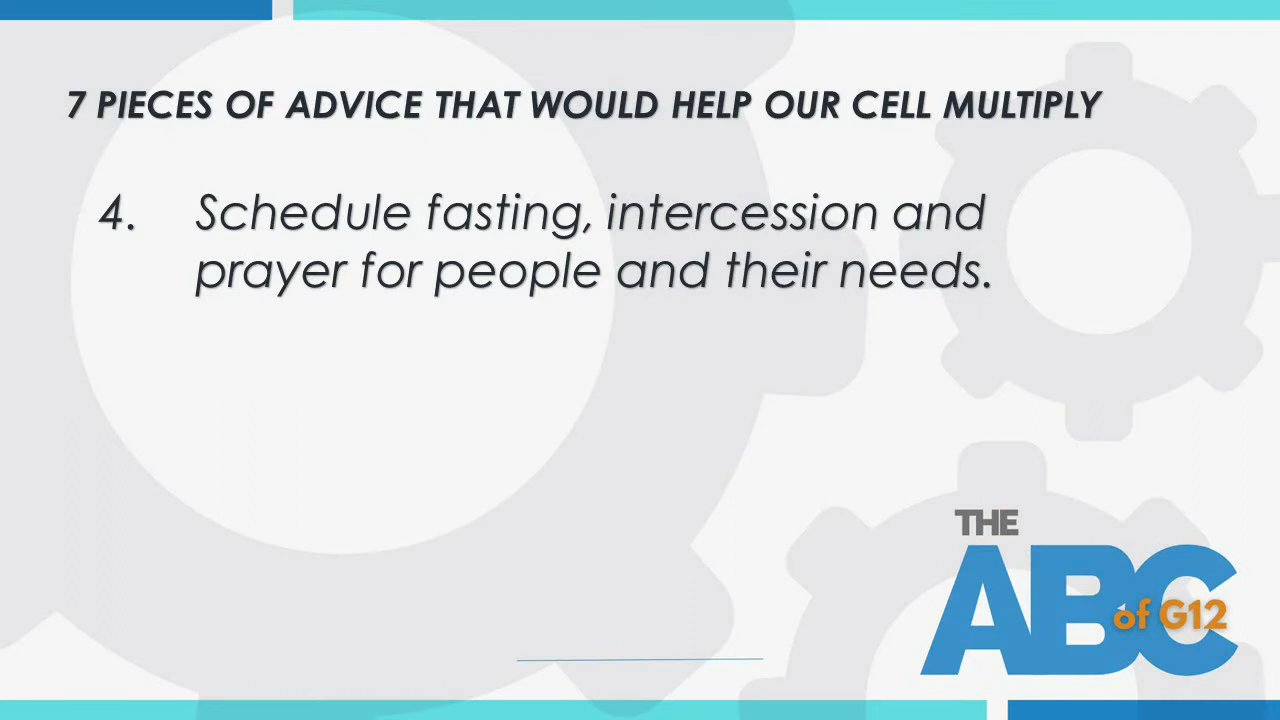 7 PIECES OF ADVICE THAT WOULD HELP OUR CELL MULTIPLY
4. Schedule fasting, intercession and
prayer for people and their needs.
THE
ABC
of G12